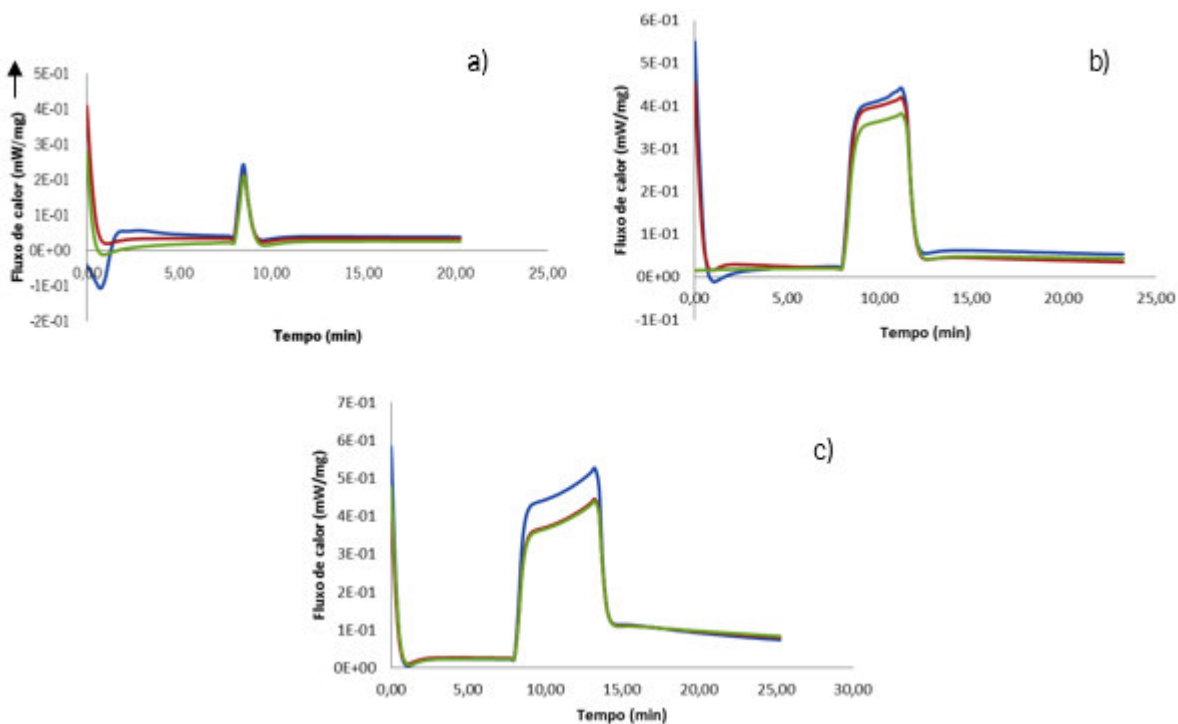 a)
Fluxo de calor (mW/mg)
5E-01
4E-01
3E-01
2E-01
1E-01
0E+00
-1E-01
-2E-01
0,00 5,00 10,00 15,00 20,00 25,00
Tempo (min)
b)
Fluxo de calor (mW/mg)
6E-01
5E-01
4E-01
3E-01
2E-01
1E-01
0E+00
-1E-01
0,00 5,00 10,00 15,00 20,00 25,00
Tempo (min)
c)
Fluxo de calor (mW/mg)
7E-01
6E-01
5E-01
4E-01
3E-01
2E-01
1E-01
0E+00
0,00 5,00 10,00 15,00 20,00 25,00 30,00
Tempo (min)